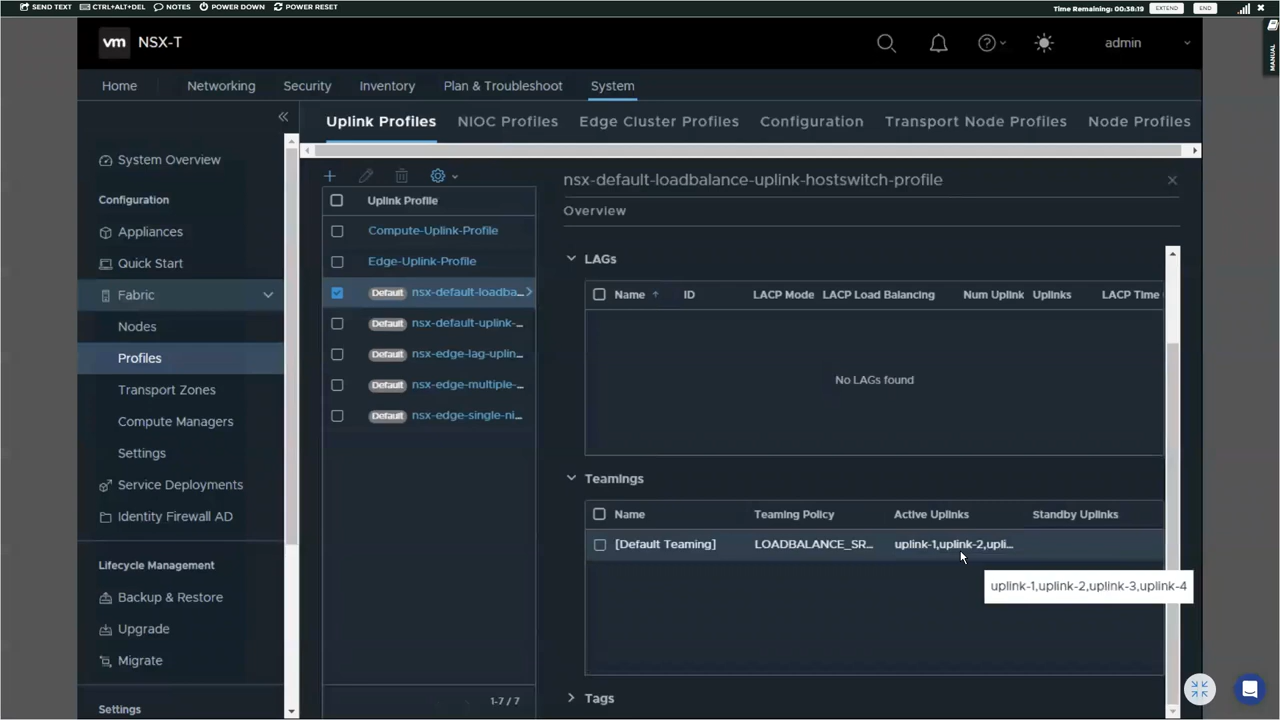 SEND TEXT CTRL+ALT+DEL NOTES POWER DOWN POWER RESET Time Remaining: 00:38:19 EXTEND END
MANUAL
vm NSX-T admin
Home Networking Security Inventory Plan & Troubleshoot System
Uplink Profiles NIOC Profiles Edge Cluster Profiles Configuration Transport Node Profiles Node Profiles
System Overview
Configuration
Appliances
Quick Start
Fabric
Nodes
Profiles
Transport Zones
Compute Managers
Settings
Service Deployments
Identity Firewall AD
Lifecycle Management
Backup & Restore
Upgrade
Migrate
Settings
Uplink Profile
Compute-Uplink-Profile
Edge-Uplink-Profile
Default nsx-default-loadba...
Default nsx-default-uplink-...
Default nsx-edge-lag-uplin...
Default nsx-edge-multiple-...
Default nsx-edge-single-ni...
1-7 / 7
nsx-default-loadbalance-uplink-hostswitch-profile
Overview
LAGs
Name ID LACP Mode LACP Load Balancing Num Uplink Uplinks LACP Time
No LAGs found
Teamings
Name Teaming Policy Active Uplinks Standby Uplinks
[Default Teaming] LOADBALANCE_SR... uplink-1,uplink-2,upli...
uplink-1,uplink-2,uplink-3,uplink-4
Tags